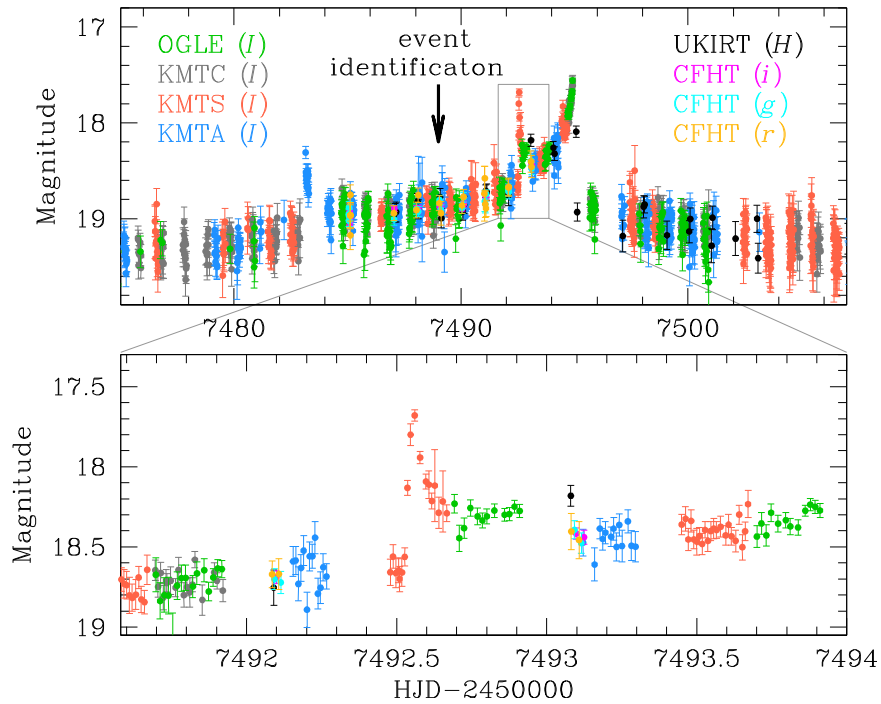 17
OGLE (I)
event
UKIRT (H)
KMTC (I)
identificaton
CFHT (i)
KMTS (I)
CFHT (g)
KMTA (I)
CFHT (r)
18
Magnitude
19
7480
7490
7500
17.5
18
Magnitude
18.5
19
7492
7492.5
7493
7493.5
7494
HJD−2450000